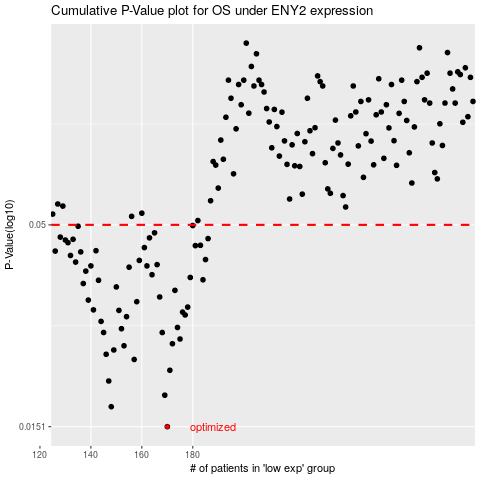 Cumulative P-Value plot for OS under ENY2 expression
P-Value(log10)
0.05
0.0151
optimized
120 140 160 180
# of patients in 'low exp' group